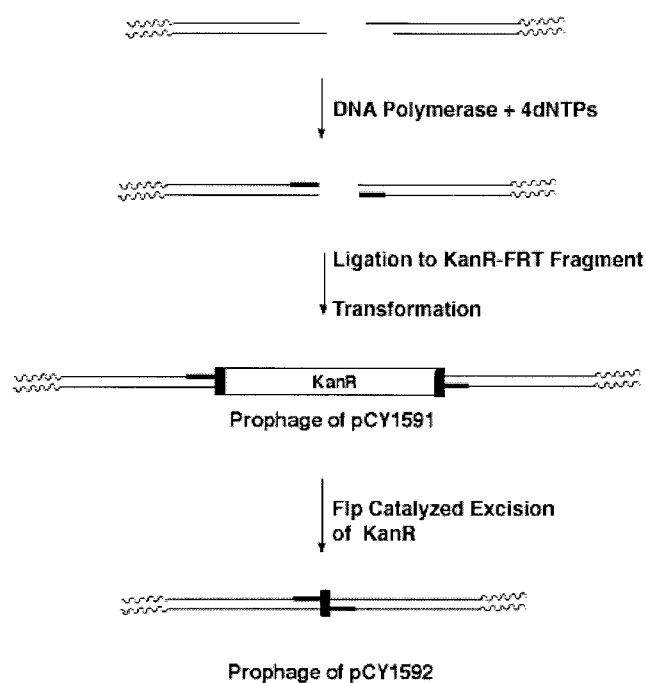 DNA Polymerase + 4dNTPs
Ligation to KanR-FRT Fragment
Transformation
KanR
Prophage of pCY1591
Flp Catalyzed Excision
of KanR
Prophage of pCY1592